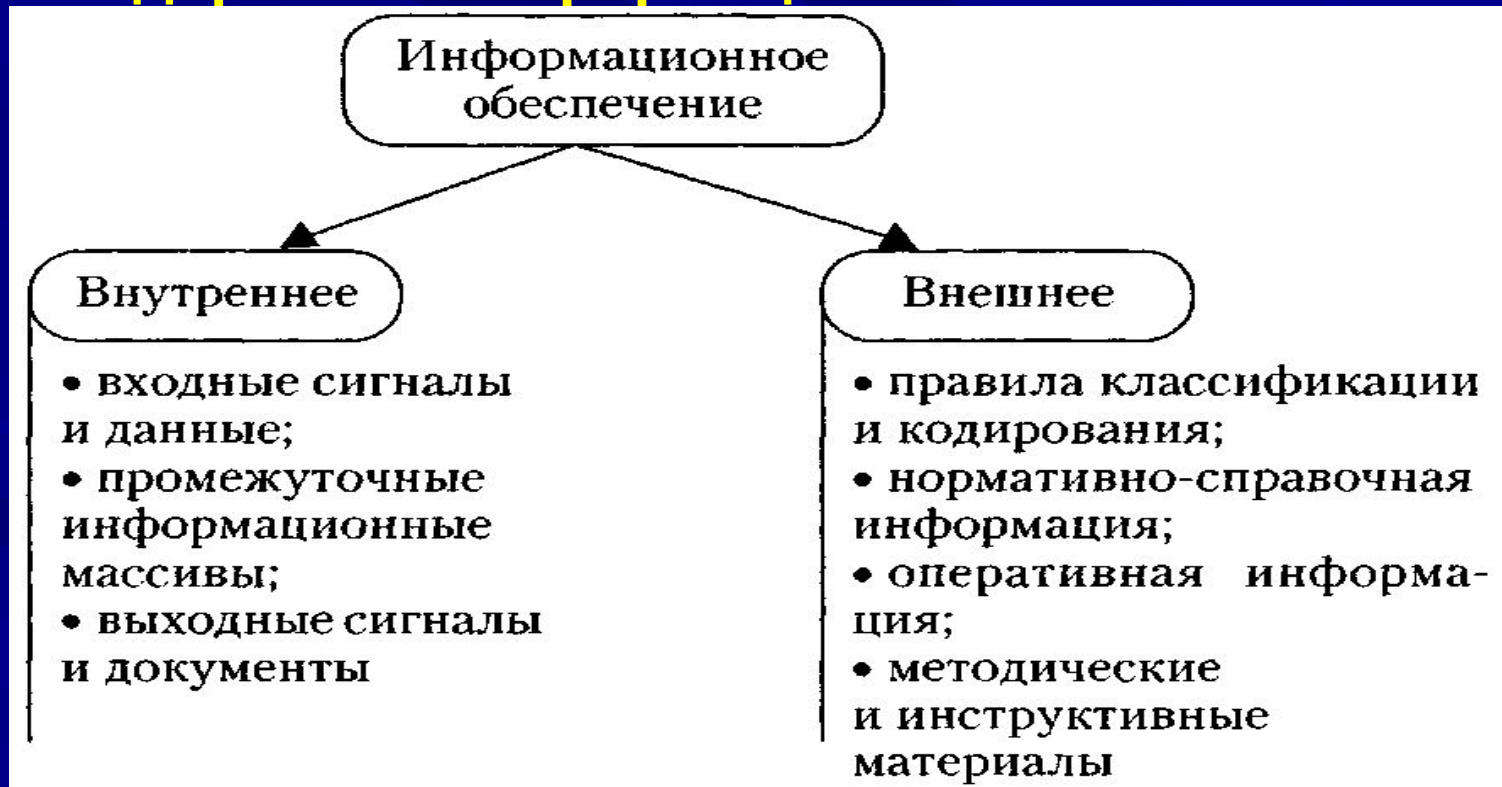 Информационное
обеспечение
Внутреннее
• входные сигналы
и данные;
• промежуточные
информационные
массивы;
• выходные сигналы
и документы
Внешнее
• правила классификации
и кодирования;
• нормативно-справочная
информация;
• оперативная информа-
ция;
• методические
и инструктивные
материалы